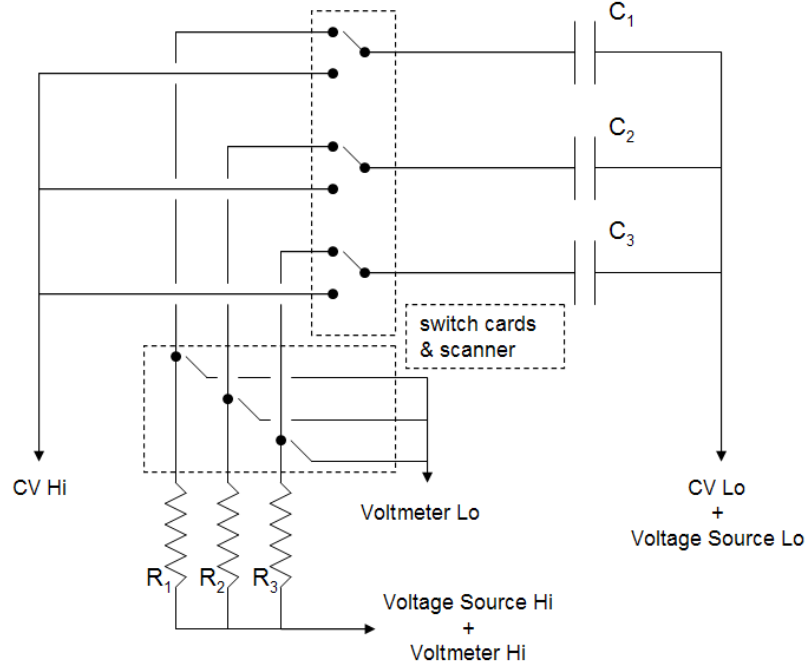 C₁
C₂
C₃
switch cards
& scanner
CV Hi
Voltmeter Lo
CV Lo
+
Voltage Source Lo
R₁
R₂
R₃
Voltage Source Hi
+
Voltmeter Hi